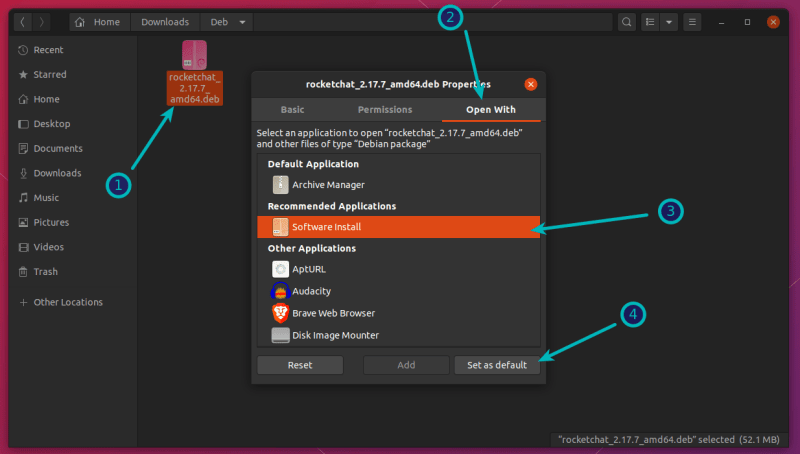 Home
Downloads
Deb
2
Recent
Starred
Home
Desktop
Documents
Downloads
Music
Pictures
Videos
Trash
Other Locations
rocketchat_
2.17.7_
amd64.deb
1
rocketchat_2.17.7_amd64.deb Properties
Basic
Permissions
Open With
Select an application to open "rocketchat_2.17.7_amd64.deb"
and other files of type "Debian package"
Default Application
Archive Manager
Recommended Applications
Software Install
3
Other Applications
AptURL
Audacity
Brave Web Browser
Disk Image Mounter
4
Reset
Add
Set as default
"rocketchat_2.17.7_amd64.deb" selected (52.1 MB)